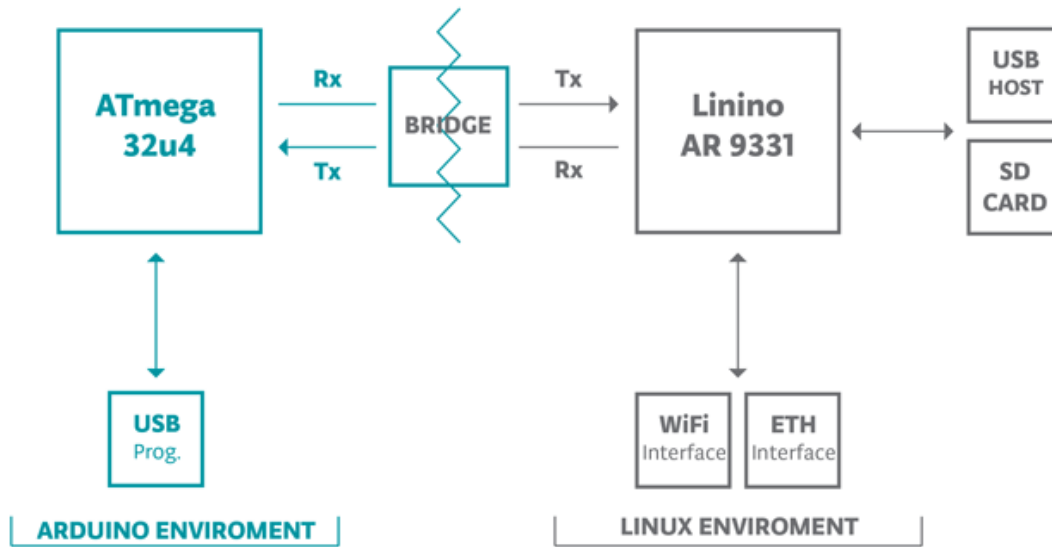 ATmega
32u4
Rx
Tx
BRIDGE
Tx
Rx
Linino
AR 9331
USB
HOST
SD
CARD
USB
Prog.
WiFi
Interface
ETH
Interface
ARDUINO ENVIROMENT
LINUX ENVIROMENT